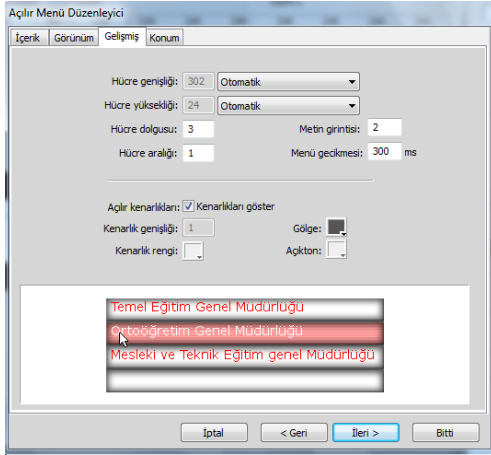 Açılır Menü Düzenleyici
İçerik Görünüm Gelişmiş Konum
Hücre genişliği: 302 Otomatik
Hücre yüksekliği: 24 Otomatik
Hücre dolgusu: 3 Metin girintisi: 2
Hücre aralığı: 1 Menü gecikmesi: 300 ms
Açılır kenarlıkları: Kenarlıkları göster
Kenarlık genişliği: 1 Gölge:
Kenarlık rengi: Açıkton:
Temel Eğitim Genel Müdürlüğü
Ortoöğretim Genel Müdürlüğü
Mesleki ve Teknik Eğitim genel Müdürlüğü
İptal < Geri İleri > Bitti